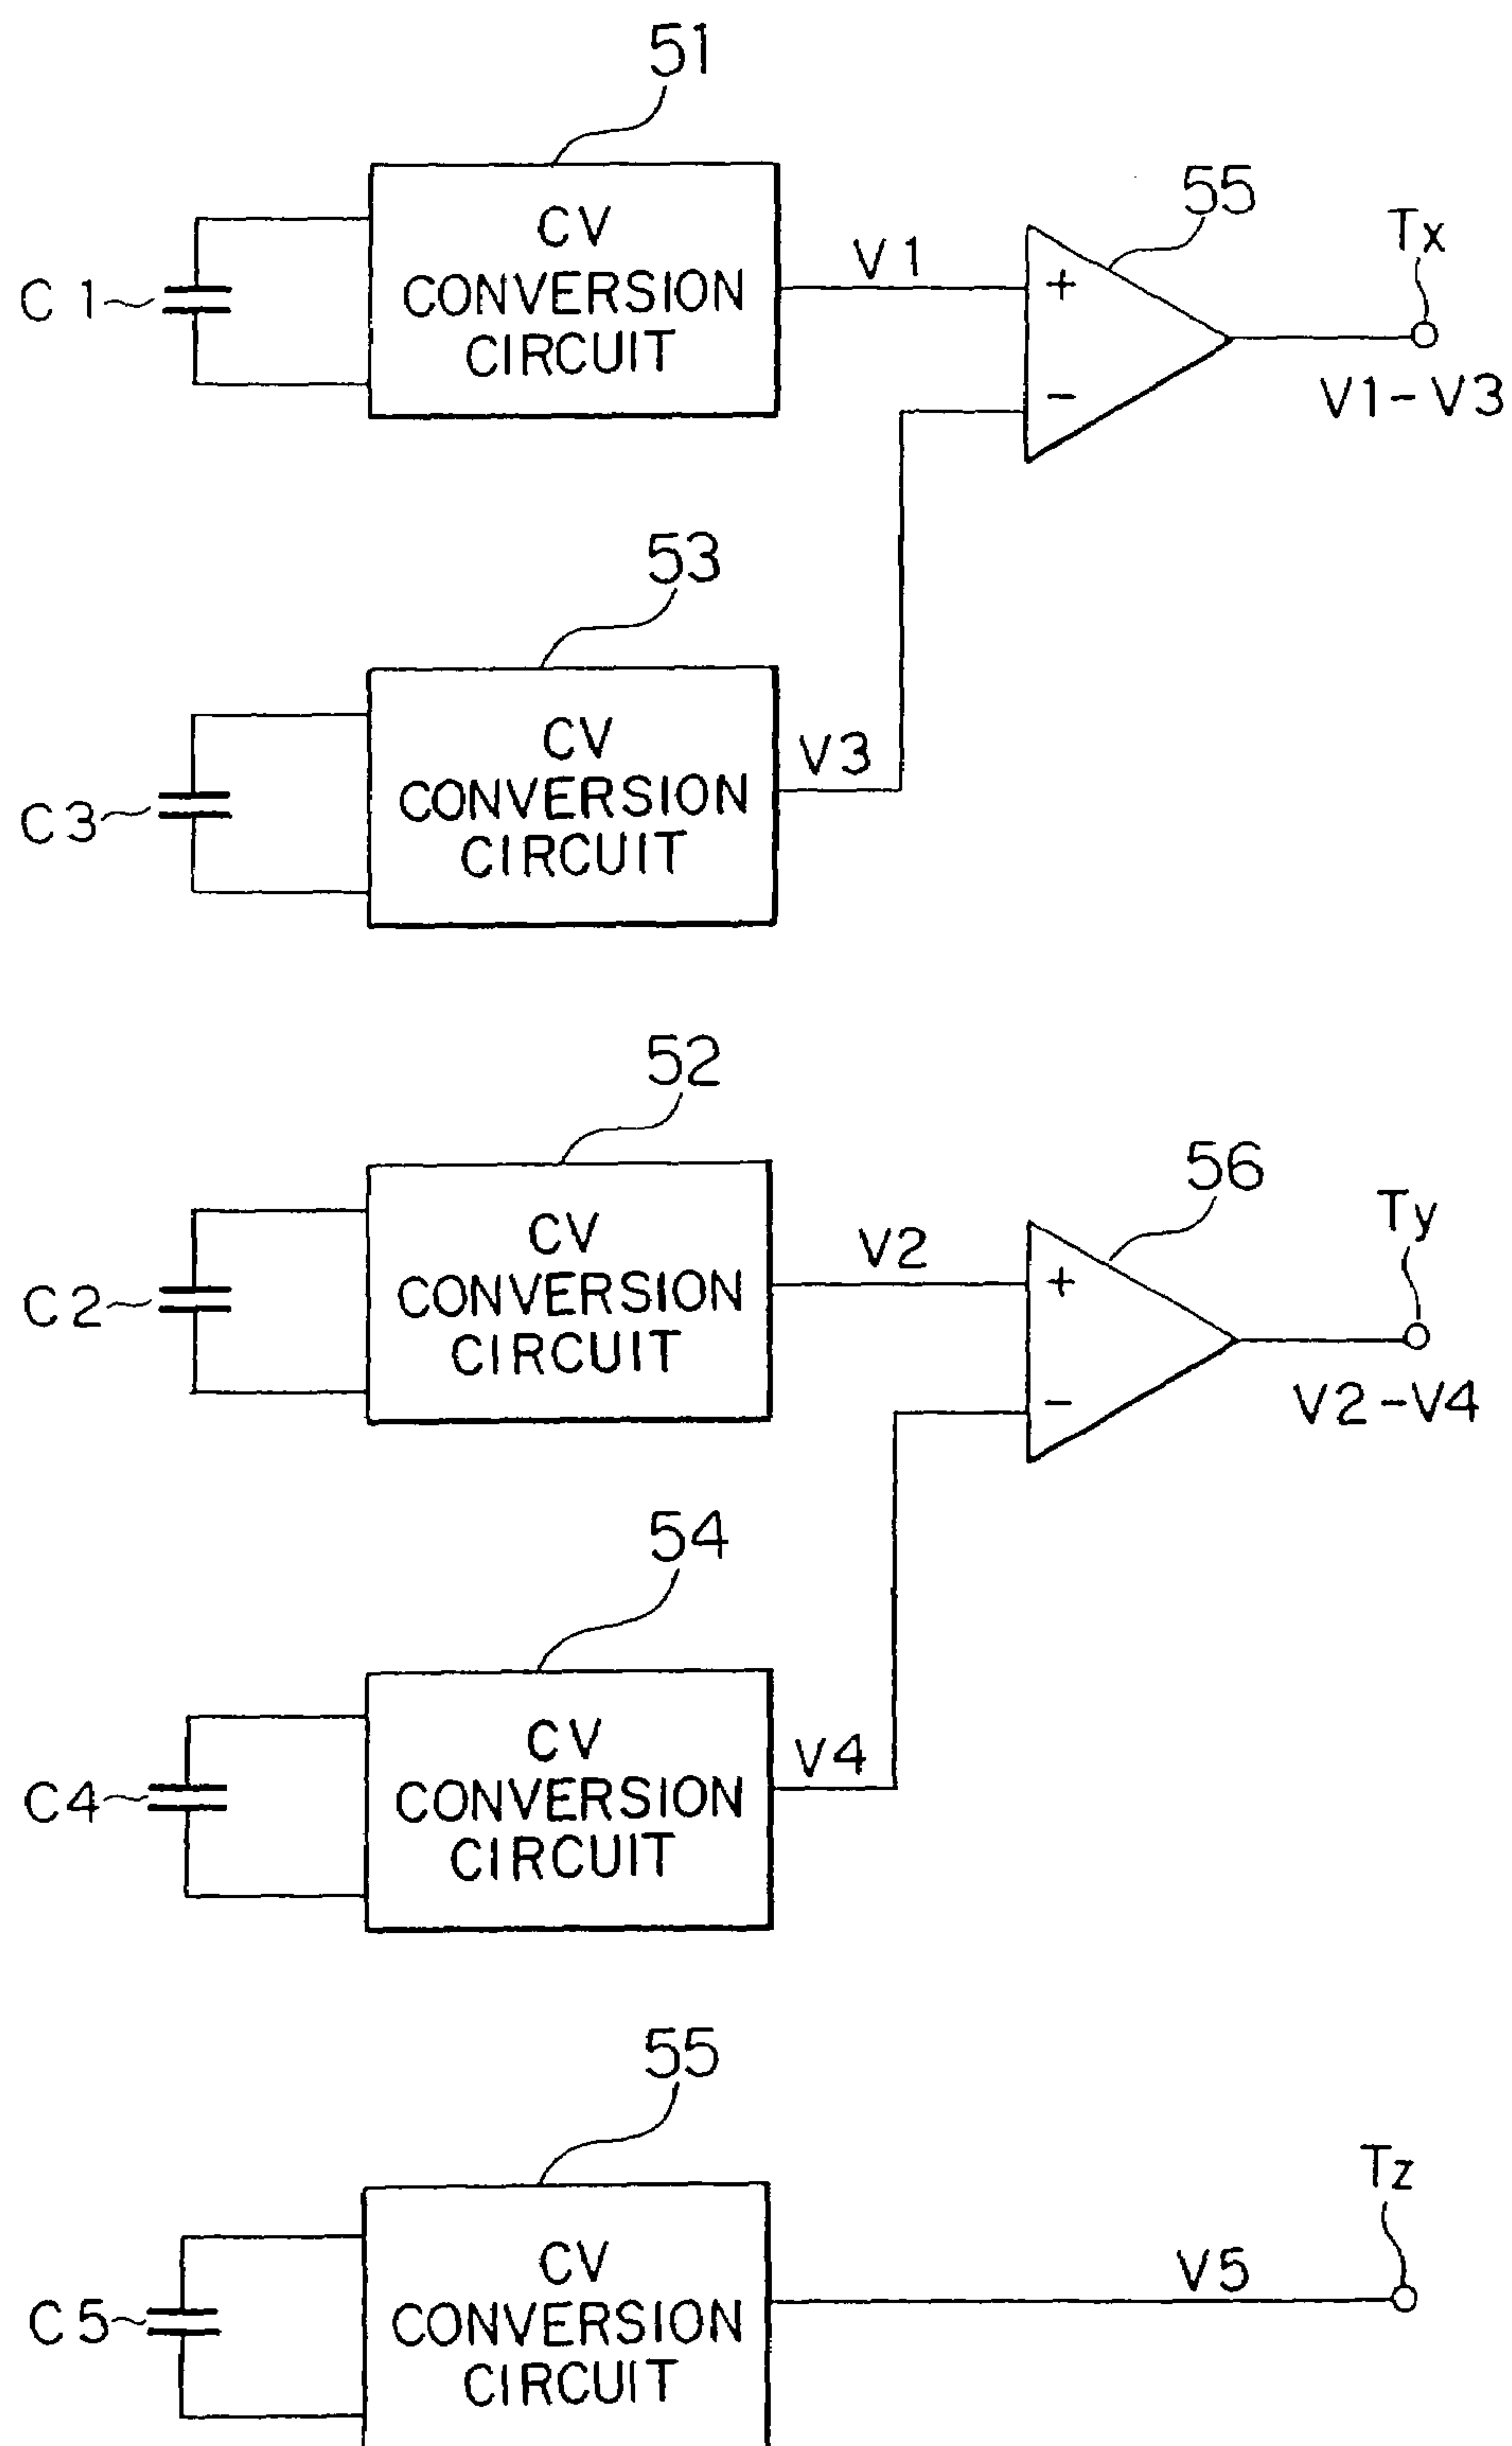 51
CV
CONVERSION
CIRCUIT
C1
V1
55
+
-
Tx
V1-V3
53
CV
CONVERSION
CIRCUIT
C3
V3
52
CV
CONVERSION
CIRCUIT
C2
V2
56
+
-
Ty
V2-V4
54
CV
CONVERSION
CIRCUIT
C4
V4
55
CV
CONVERSION
CIRCUIT
C5
V5
Tz